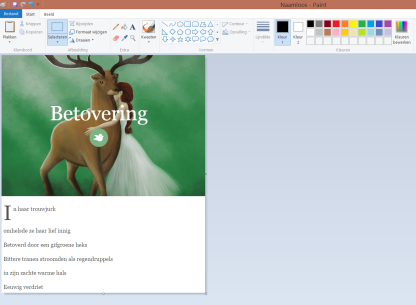 Naamloos - Paint
Bestand Start Beeld
Plakken
Knippen
Kopiëren
Klembord
Selecteren
Bijsnijden
Formaat wijzigen
Draaien
Afbeelding
Extra
Kwasten
Vormen
Contour
Opvulling
Lijndikte
Kleur 1
Kleur 2
Kleuren bewerken
Kleuren
Betovering
In haar trouwjurk
omhelsde ze haar lief innig
Betoverd door een gifgroene heks
Bittere tranen stroomden als regendruppels
in zijn zachte warme hals
Eeuwig verdriet